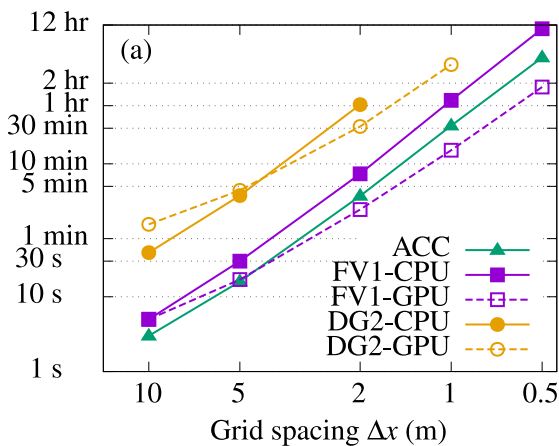 (a)
12 hr
2 hr
1 hr
30 min
10 min
5 min
1 min
30 s
10 s
1 s
ACC
FV1-CPU
FV1-GPU
DG2-CPU
DG2-GPU
10 5 2 1 0.5
Grid spacing Δx (m)